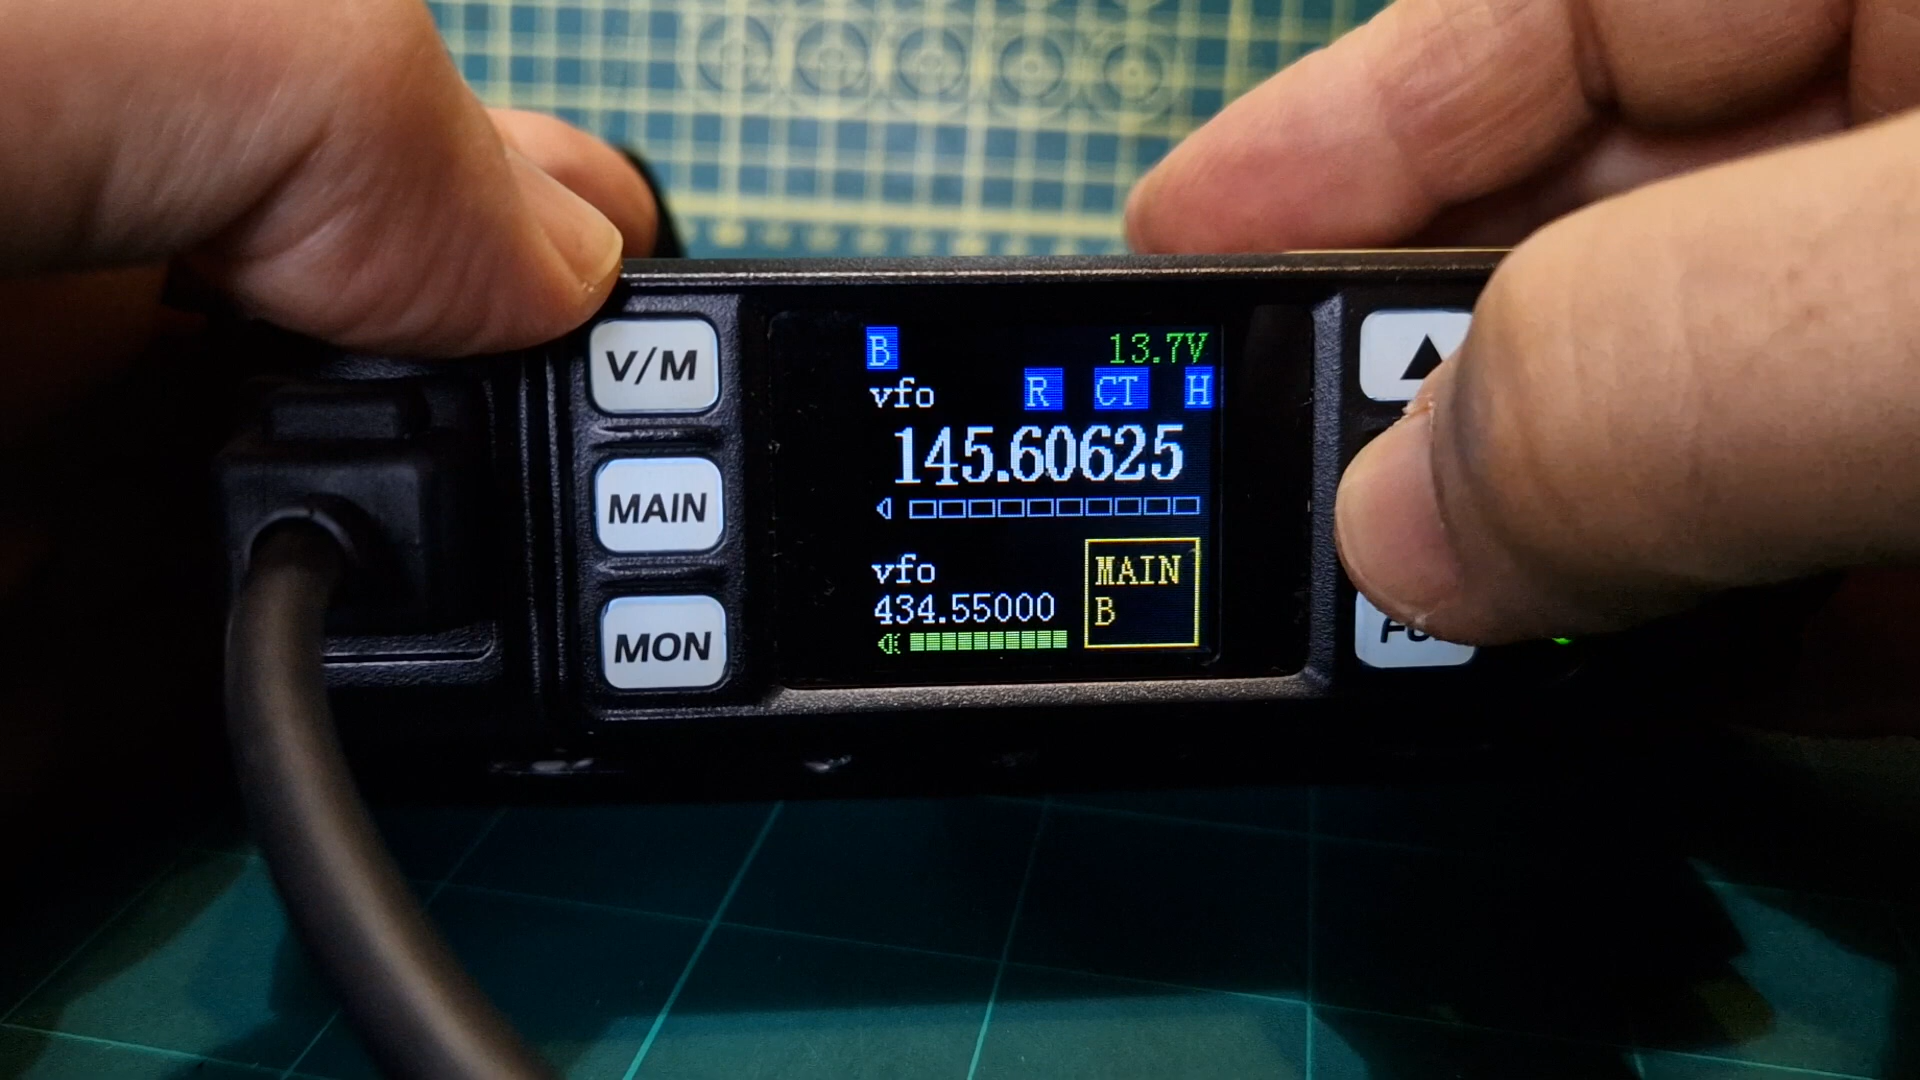 V/M
MAIN
MON
B 13.7V
vfo R CT H
145.60625
vfo
434.55000
MAIN
B
▲